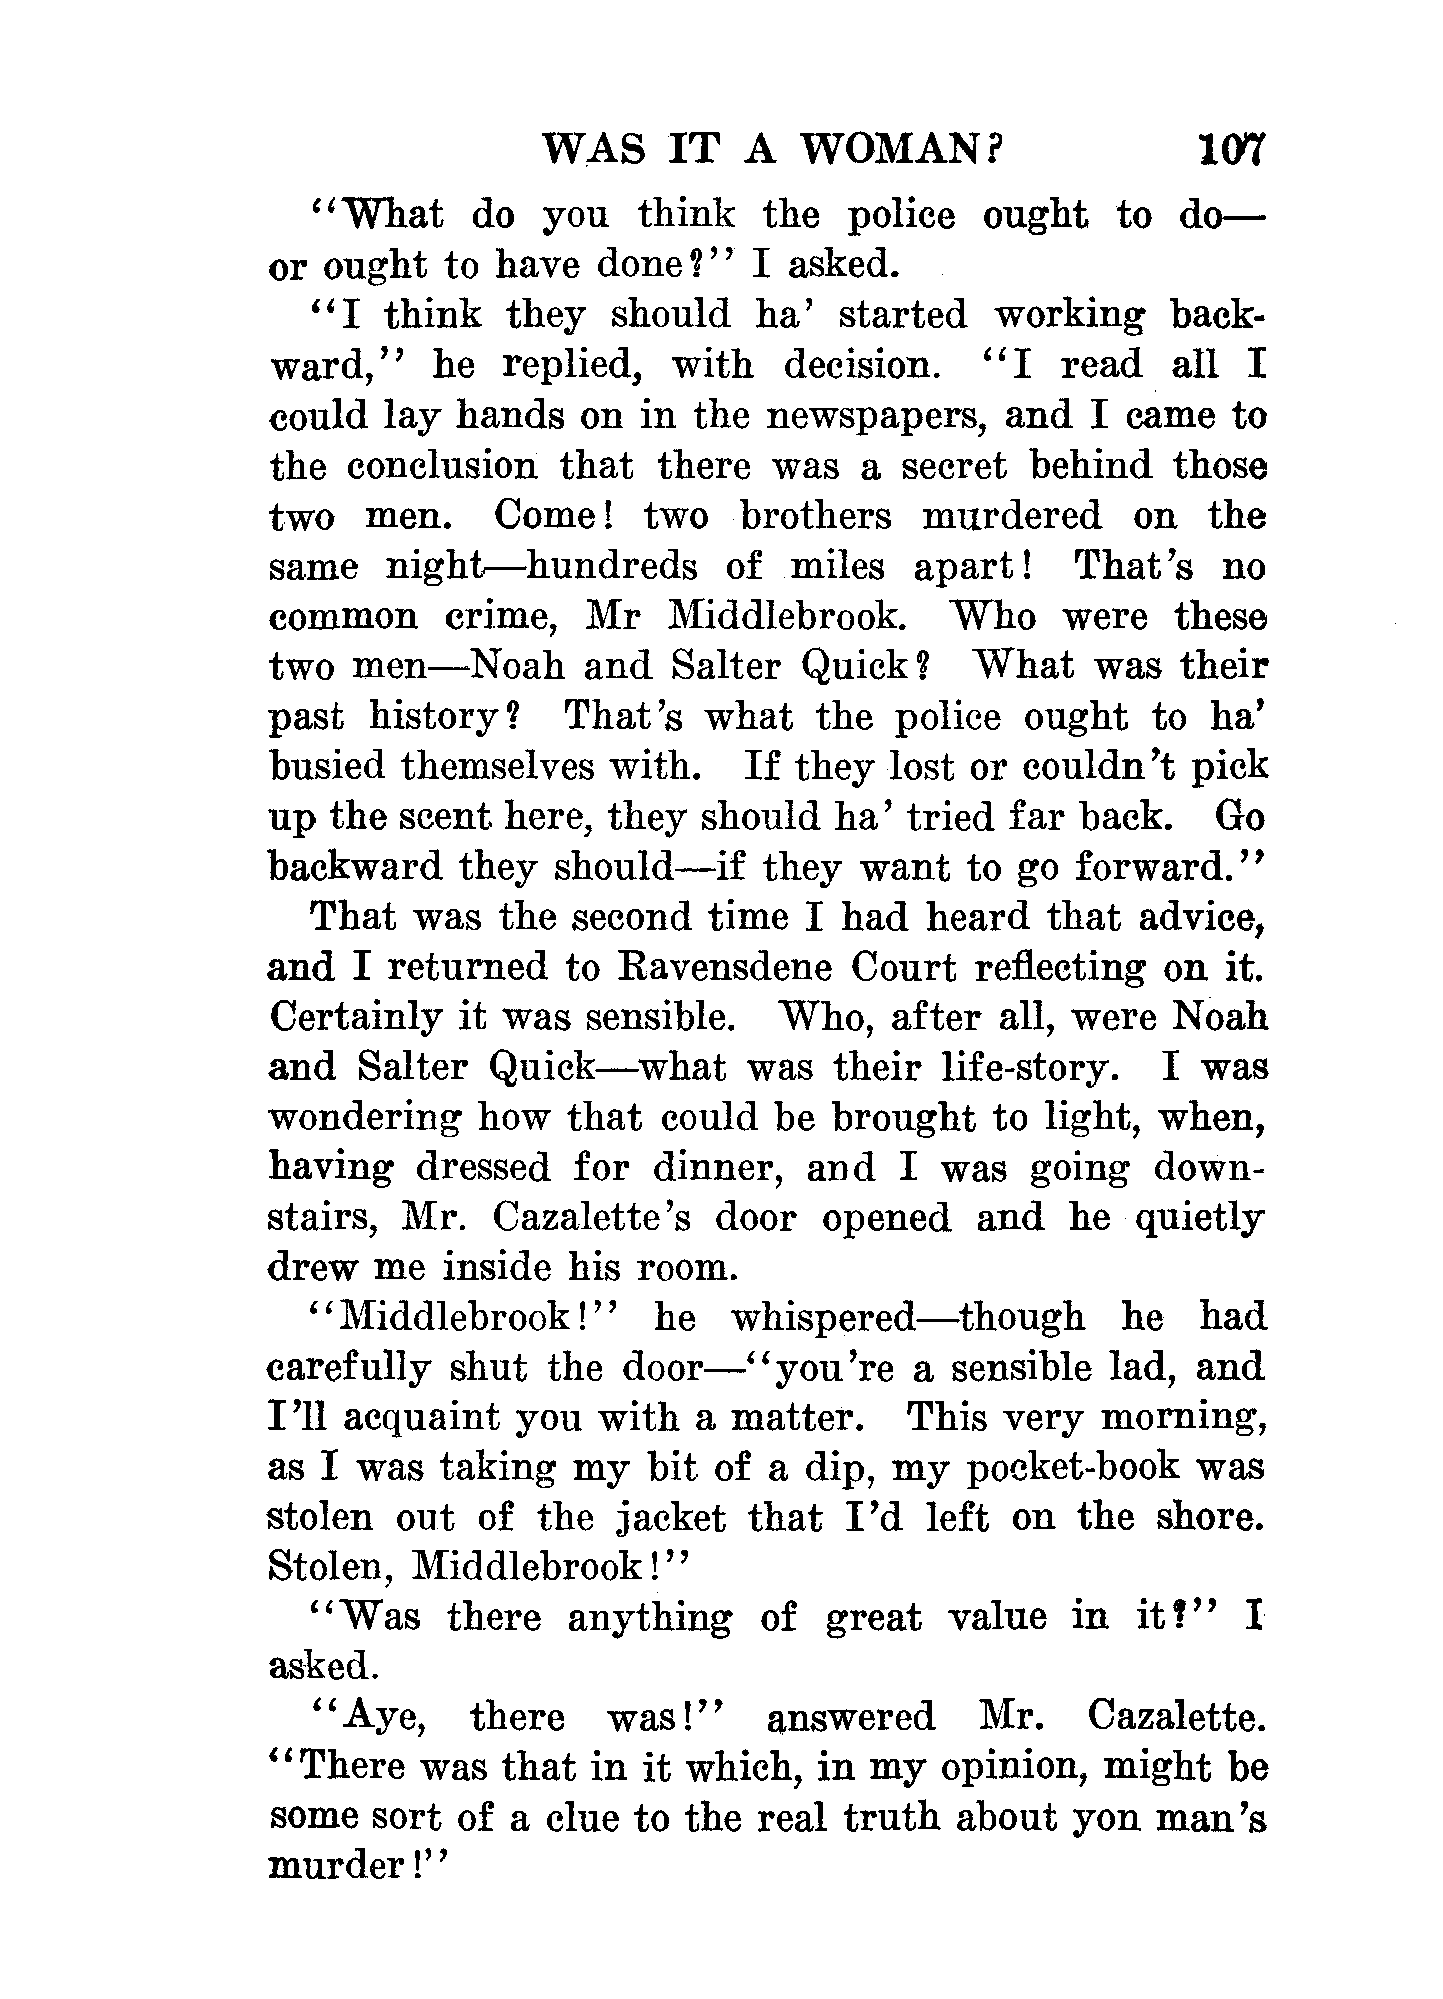 WAS IT A WOMAN? 107
"What do you think the police ought to do—
or ought to have done?" I asked.
"I think they should ha' started working back-
ward," he replied, with decision. "I read all I
could lay hands on in the newspapers, and I came to
the conclusion that there was a secret behind those
two men. Come! two brothers murdered on the
same night—hundreds of miles apart! That's no
common crime, Mr Middlebrook. Who were these
two men—Noah and Salter Quick? What was their
past history? That's what the police ought to ha'
busied themselves with. If they lost or couldn't pick
up the scent here, they should ha' tried far back. Go
backward they should—if they want to go forward."
That was the second time I had heard that advice,
and I returned to Ravensdene Court reflecting on it.
Certainly it was sensible. Who, after all, were Noah
and Salter Quick—what was their life-story. I was
wondering how that could be brought to light, when,
having dressed for dinner, and I was going down-
stairs, Mr. Cazalette's door opened and he quietly
drew me inside his room.
"Middlebrook!" he whispered—though he had
carefully shut the door—"you're a sensible lad, and
I'll acquaint you with a matter. This very morning,
as I was taking my bit of a dip, my pocket-book was
stolen out of the jacket that I'd left on the shore.
Stolen, Middlebrook!"
"Was there anything of great value in it?" I
asked.
"Aye, there was!" answered Mr. Cazalette.
"There was that in it which, in my opinion, might be
some sort of a clue to the real truth about yon man's
murder!"